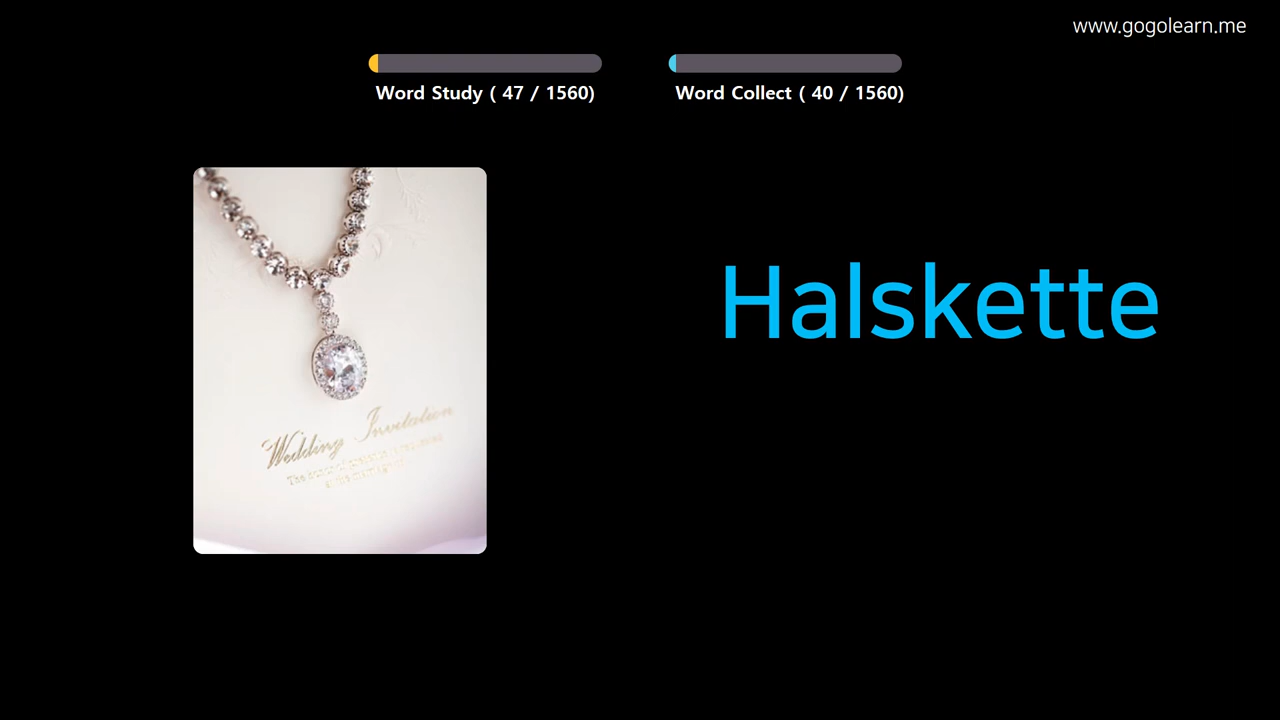 www.gogolearn.me
Word Study ( 47 / 1560)
Word Collect ( 40 / 1560)
Halskette
Wedding Invitation